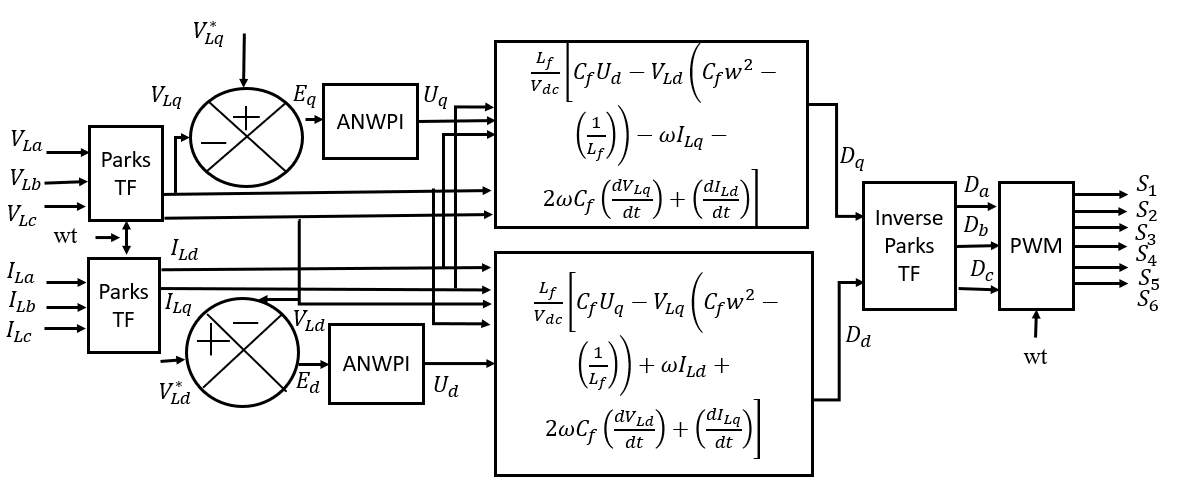 V*Lq
VLq
Eq
ANWPI
Uq
+
−
VLa
VLb
VLc
Parks
TF
wt
ILa
ILb
ILc
Parks
TF
ILd
ILq
VLd
−
+
V*Ld
Ed
ANWPI
Ud
Lf/Vdc [CfUd − VLd (Cfw² −
(1/Lf)) − ωILq −
2ωCf (dVLq/dt) + (dILd/dt)]
Lf/Vdc [CfUq − VLq (Cfw² −
(1/Lf)) + ωILd +
2ωCf (dVLd/dt) + (dILq/dt)]
Dq
Dd
Inverse
Parks
TF
Da
Db
Dc
PWM
wt
S1
S2
S3
S4
S5
S6